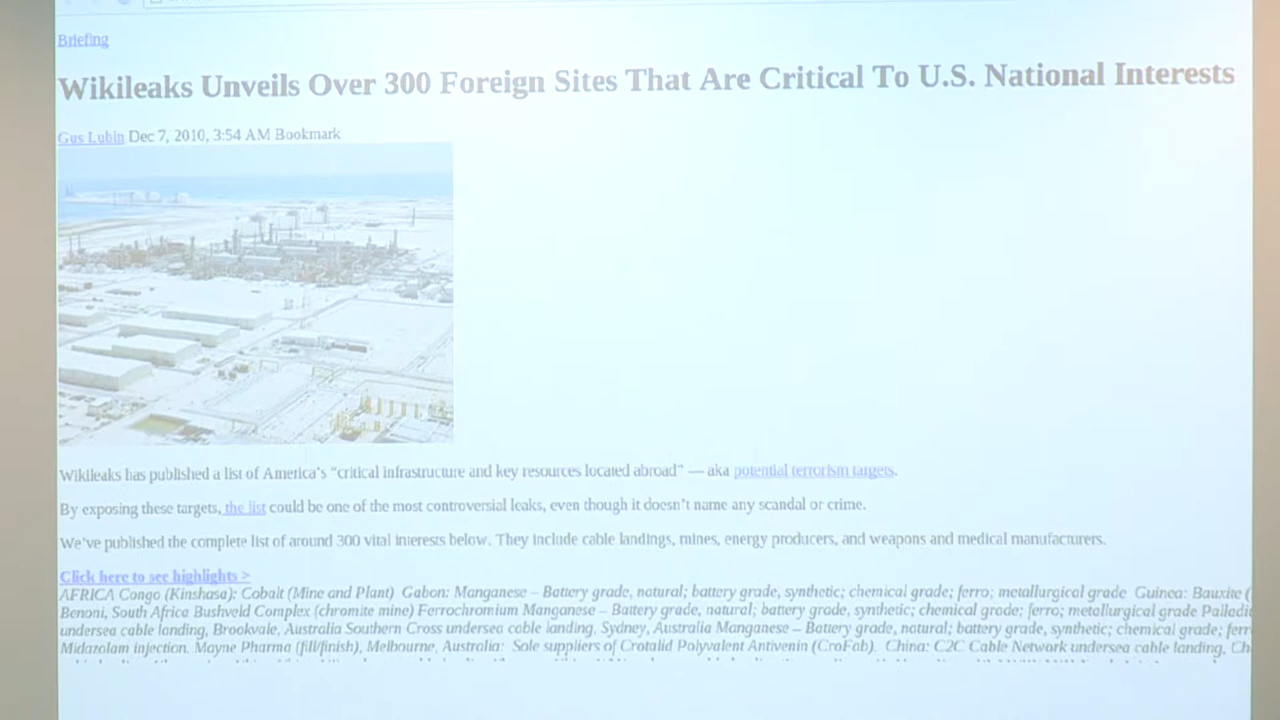 Briefing
Wikileaks Unveils Over 300 Foreign Sites That Are Critical To U.S. National Interests
Gus Lubin Dec 7, 2010, 3:54 AM Bookmark
Wikileaks has published a list of America's “critical infrastructure and key resources located abroad” — aka potential terrorism targets.
By exposing these targets, the list could be one of the most controversial leaks, even though it doesn't name any scandal or crime.
We've published the complete list of around 300 vital interests below. They include cable landings, mines, energy producers, and weapons and medical manufacturers.
Click here to see highlights >
AFRICA Congo (Kinshasa): Cobalt (Mine and Plant) Gabon: Manganese – Battery grade, natural; battery grade, synthetic; chemical grade; ferro; metallurgical grade Guinea: Bauxite (
Benoni, South Africa Bushveld Complex (chromite mine) Ferrochromium Manganese – Battery grade, natural; battery grade, synthetic; chemical grade; ferro; metallurgical grade Palladi
undersea cable landing, Brookvale, Australia Southern Cross undersea cable landing, Sydney, Australia Manganese – Battery grade, natural; battery grade, synthetic; chemical grade; ferr
Midazolam injection. Mayne Pharma (fill/finish), Melbourne, Australia: Sole suppliers of Crotalid Polyvalent Antivenin (CroFab). China: C2C Cable Network undersea cable landing, Ch